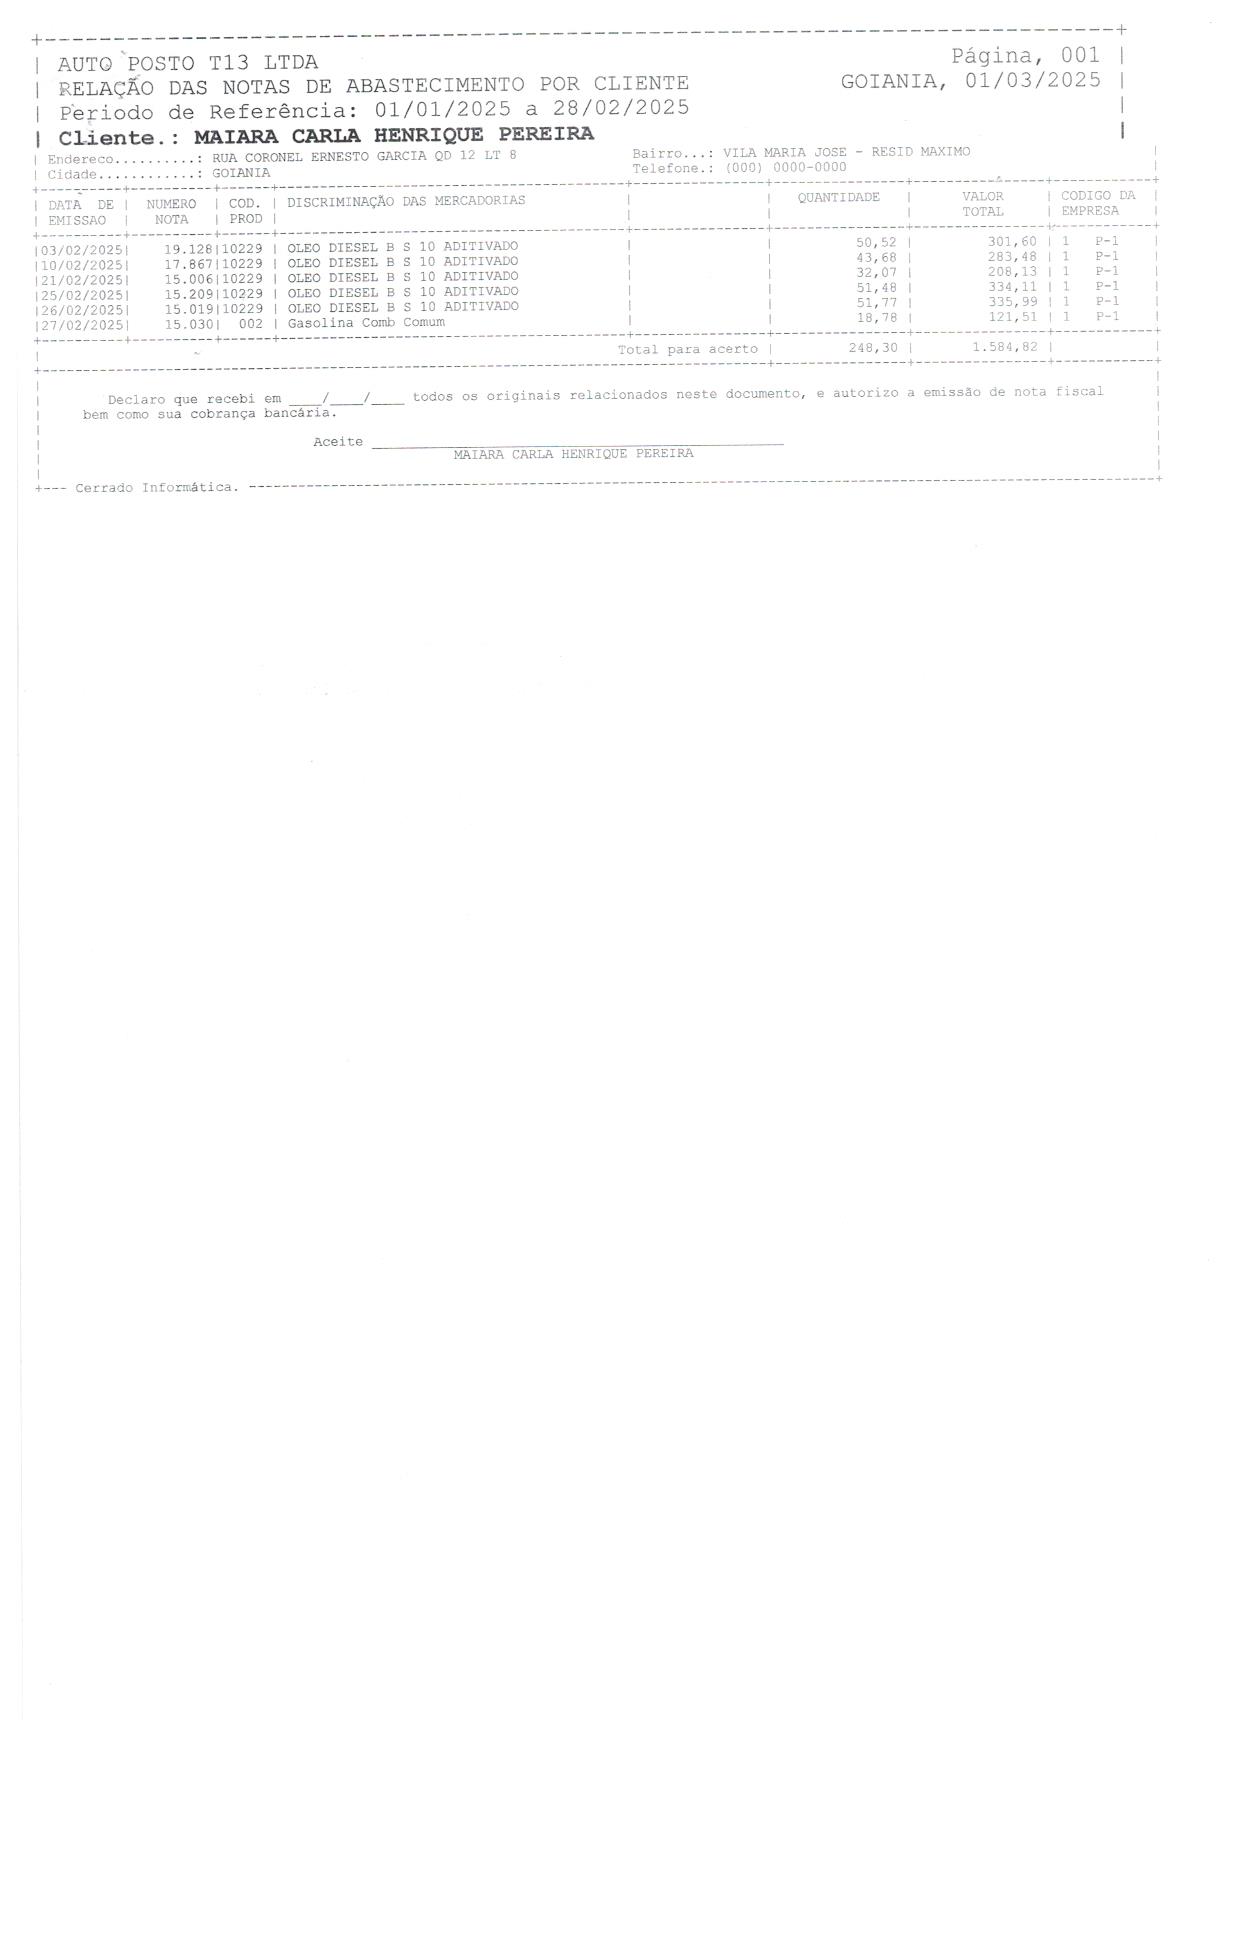 AUTO POSTO T13 LTDA Página, 001
RELAÇÃO DAS NOTAS DE ABASTECIMENTO POR CLIENTE GOIANIA, 01/03/2025
Periodo de Referência: 01/01/2025 a 28/02/2025
Cliente.: MAIARA CARLA HENRIQUE PEREIRA
Endereco..........: RUA CORONEL ERNESTO GARCIA QD 12 LT 8 Bairro...: VILA MARIA JOSE - RESID MAXIMO
Cidade............: GOIANIA Telefone.: (000) 0000-0000
DATA DE | NUMERO | COD. | DISCRIMINAÇÃO DAS MERCADORIAS | | QUANTIDADE | VALOR | CODIGO DA
EMISSAO | NOTA | PROD | | | | TOTAL | EMPRESA
|03/02/2025| 19.128|10229 | OLEO DIESEL B S 10 ADITIVADO | | 50,52 | 301,60 | 1 P-1 |
|10/02/2025| 17.867|10229 | OLEO DIESEL B S 10 ADITIVADO | | 43,68 | 283,48 | 1 P-1 |
|21/02/2025| 15.006|10229 | OLEO DIESEL B S 10 ADITIVADO | | 32,07 | 208,13 | 1 P-1 |
|25/02/2025| 15.209|10229 | OLEO DIESEL B S 10 ADITIVADO | | 51,48 | 334,11 | 1 P-1 |
|26/02/2025| 15.019|10229 | OLEO DIESEL B S 10 ADITIVADO | | 51,77 | 335,99 | 1 P-1 |
|27/02/2025| 15.030| 002 | Gasolina Comb Comum | | 18,78 | 121,51 | 1 P-1 |
Total para acerto | 248,30 | 1.584,82 |
Declaro que recebi em ____/____/____ todos os originais relacionados neste documento, e autorizo a emissão de nota fiscal
bem como sua cobrança bancária.
Aceite ____________________
MAIARA CARLA HENRIQUE PEREIRA
+--- Cerrado Informática. ---+